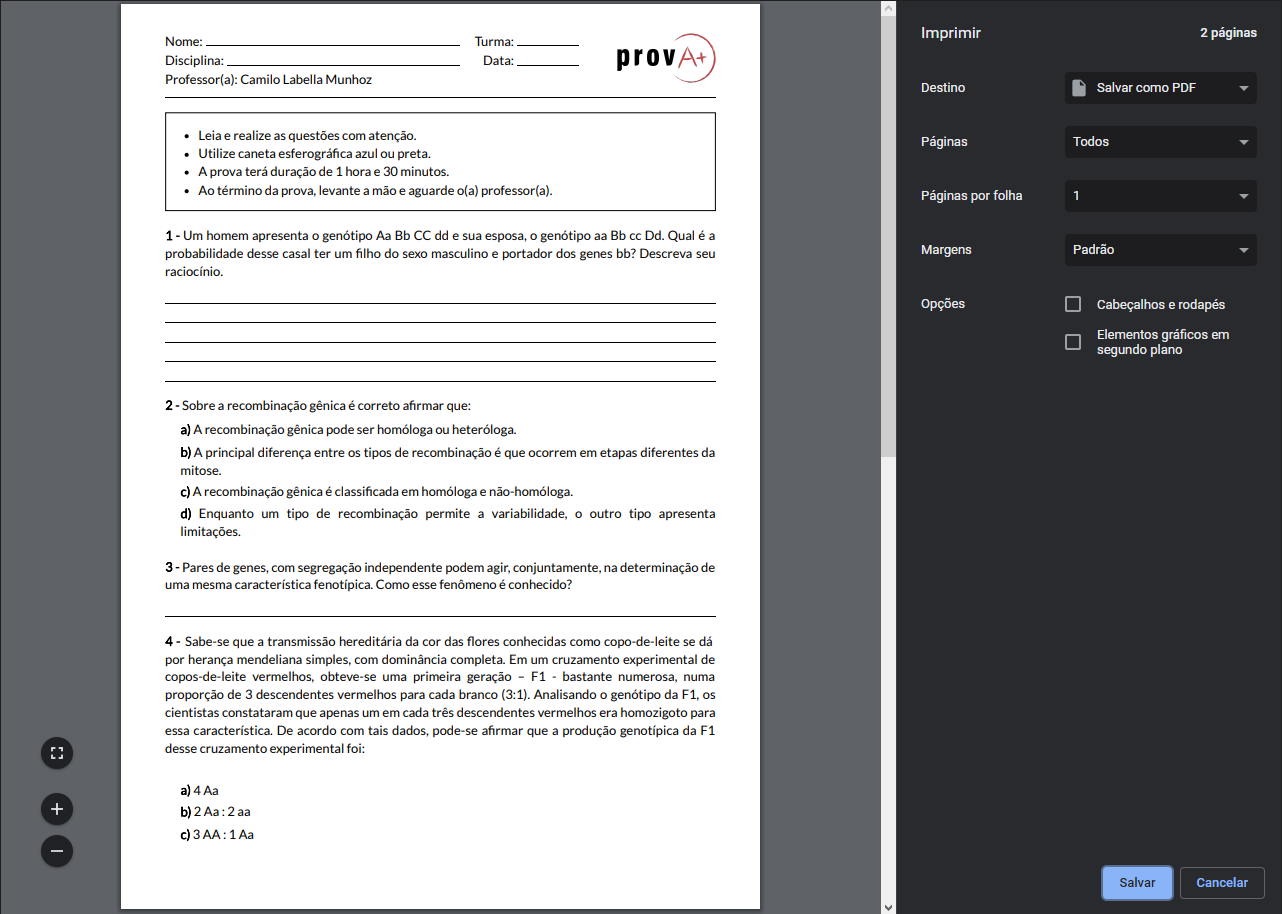 Nome: Turma:
Disciplina: Data:
Professor(a): Camilo Labella Munhoz
provA+
• Leia e realize as questões com atenção.
• Utilize caneta esferográfica azul ou preta.
• A prova terá duração de 1 hora e 30 minutos.
• Ao término da prova, levante a mão e aguarde o(a) professor(a).
1 - Um homem apresenta o genótipo Aa Bb CC dd e sua esposa, o genótipo aa Bb cc Dd. Qual é a
probabilidade desse casal ter um filho do sexo masculino e portador dos genes bb? Descreva seu
raciocínio.
2 - Sobre a recombinação gênica é correto afirmar que:
a) A recombinação gênica pode ser homóloga ou heteróloga.
b) A principal diferença entre os tipos de recombinação é que ocorrem em etapas diferentes da
mitose.
c) A recombinação gênica é classificada em homóloga e não-homóloga.
d) Enquanto um tipo de recombinação permite a variabilidade, o outro tipo apresenta
limitações.
3 - Pares de genes, com segregação independente podem agir, conjuntamente, na determinação de
uma mesma característica fenotípica. Como esse fenômeno é conhecido?
4 - Sabe-se que a transmissão hereditária da cor das flores conhecidas como copo-de-leite se dá
por herança mendeliana simples, com dominância completa. Em um cruzamento experimental de
copos-de-leite vermelhos, obteve-se uma primeira geração – F1 - bastante numerosa, numa
proporção de 3 descendentes vermelhos para cada branco (3:1). Analisando o genótipo da F1, os
cientistas constataram que apenas um em cada três descendentes vermelhos era homozigoto para
essa característica. De acordo com tais dados, pode-se afirmar que a produção genotípica da F1
desse cruzamento experimental foi:
a) 4 Aa
b) 2 Aa : 2 aa
c) 3 AA : 1 Aa
Imprimir 2 páginas
Destino Salvar como PDF
Páginas Todos
Páginas por folha 1
Margens Padrão
Opções Cabeçalhos e rodapés
Elementos gráficos em
segundo plano
Salvar Cancelar